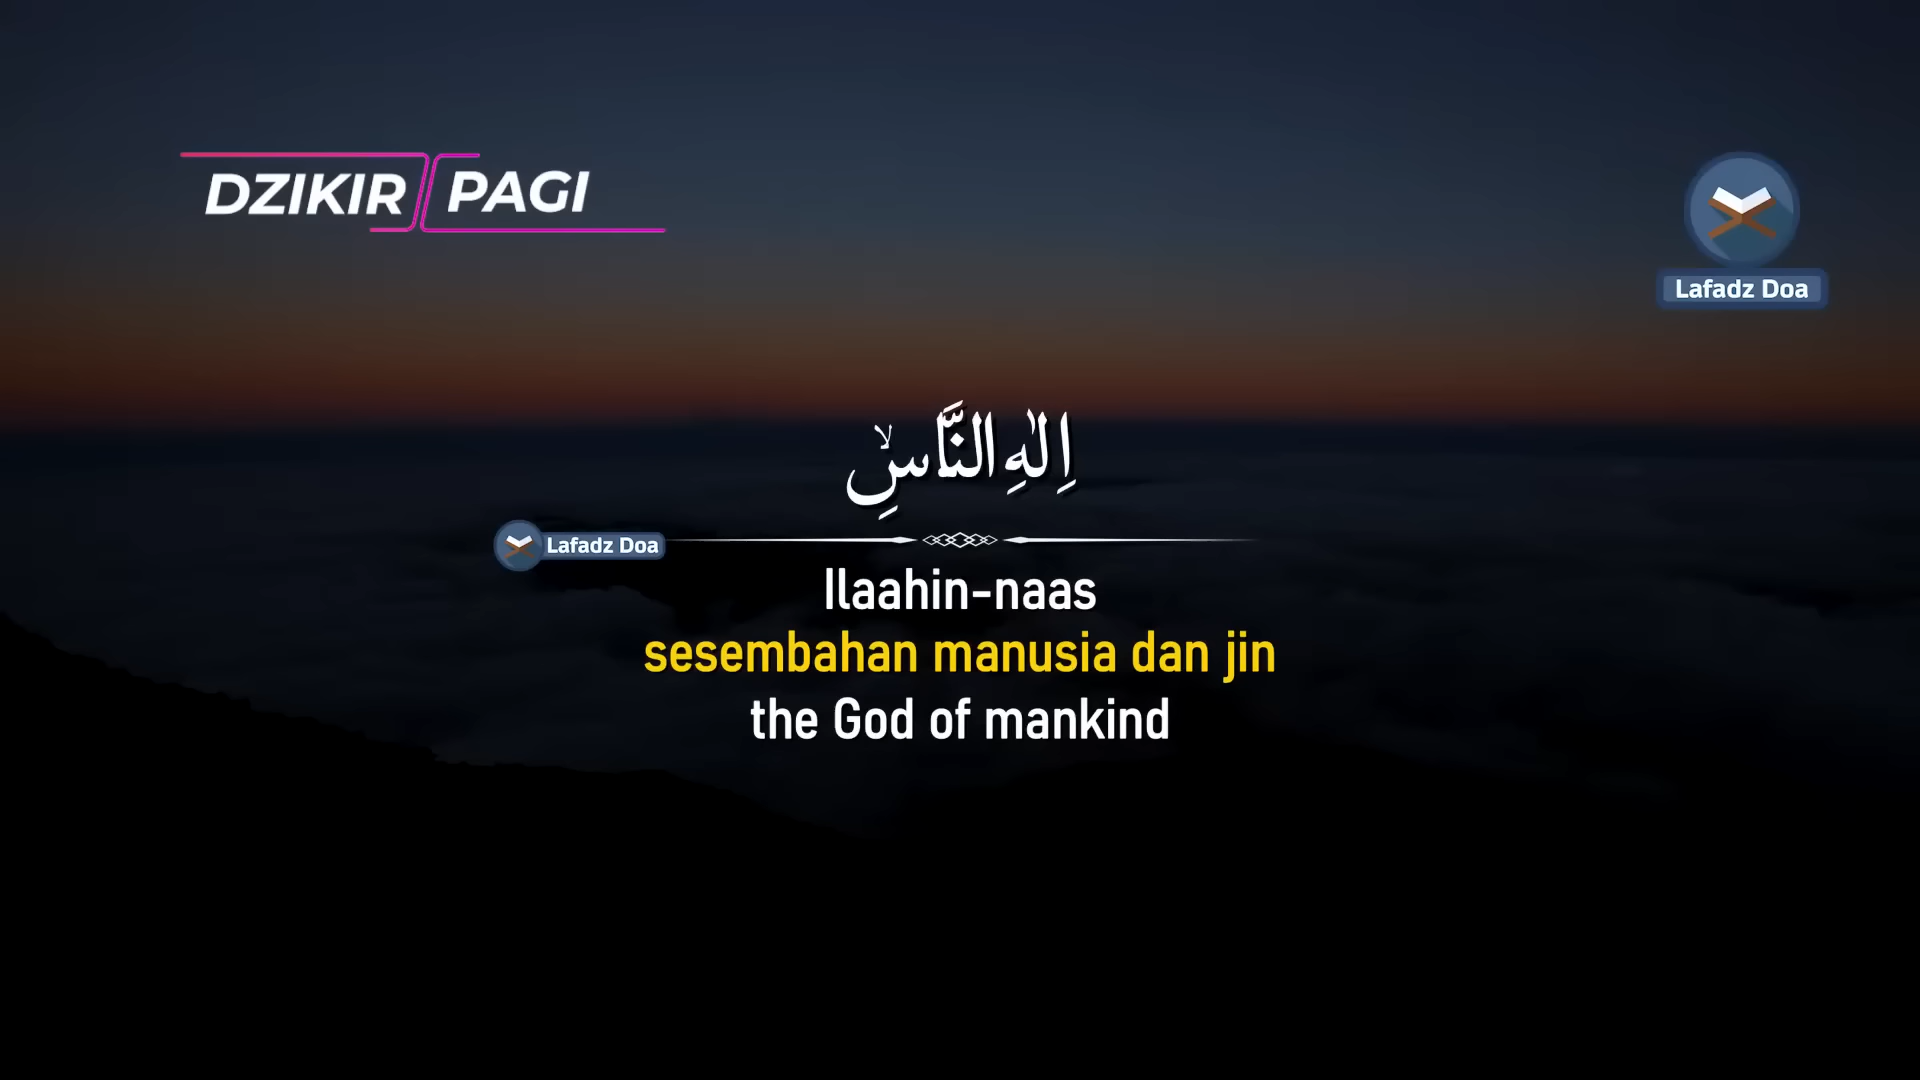 DZIKIR PAGI
Lafadz Doa
اِلٰهِ النَّاسِۙ
Lafadz Doa
Ilaahin-naas
sesembahan manusia dan jin
the God of mankind